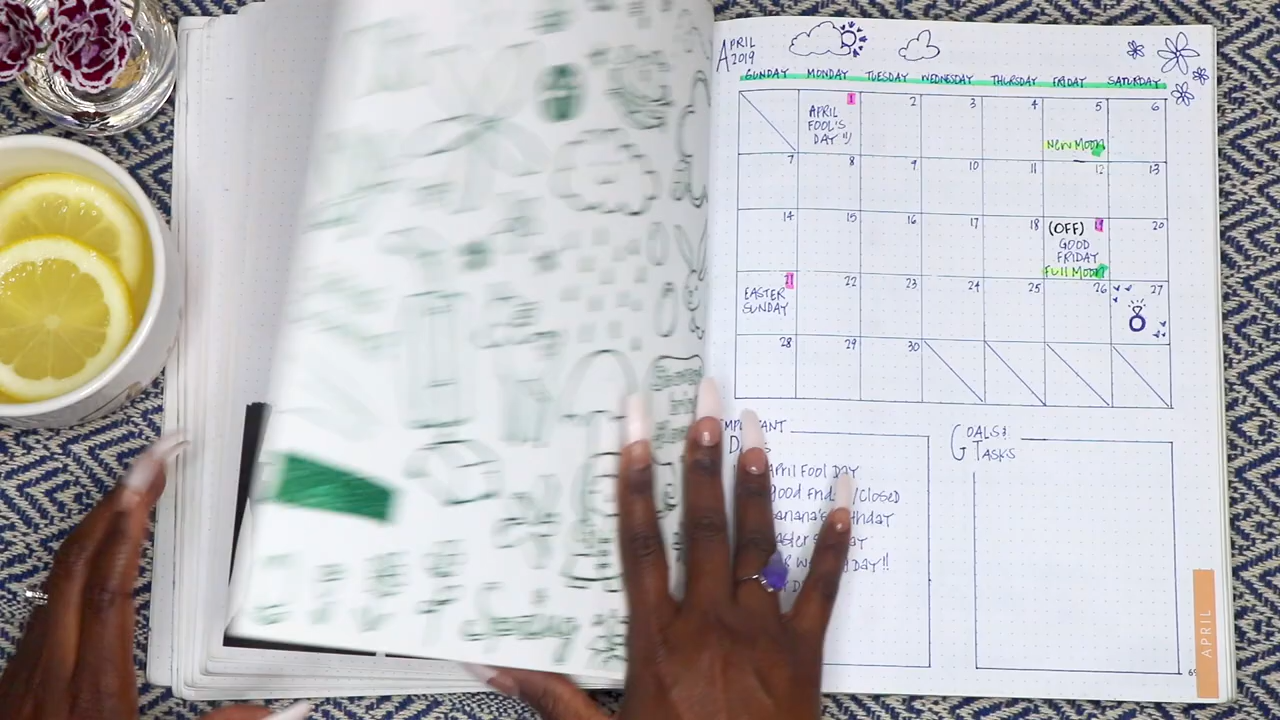 Spring
APRIL
2019
SUNDAY MONDAY TUESDAY WEDNESDAY THURSDAY FRIDAY SATURDAY
1 2 3 4 5 6
APRIL
FOOL'S
DAY
New Moon
7 8 9 10 11 12 13
14 15 16 17 18 19 20
(OFF)
GOOD
FRIDAY
Full Moon
21 22 23 24 25 26 27
EASTER
SUNDAY
28 29 30
IMPORTANT
April Fool Day
Good /Closed
Day!!
GOALS &
TASKS
APRIL